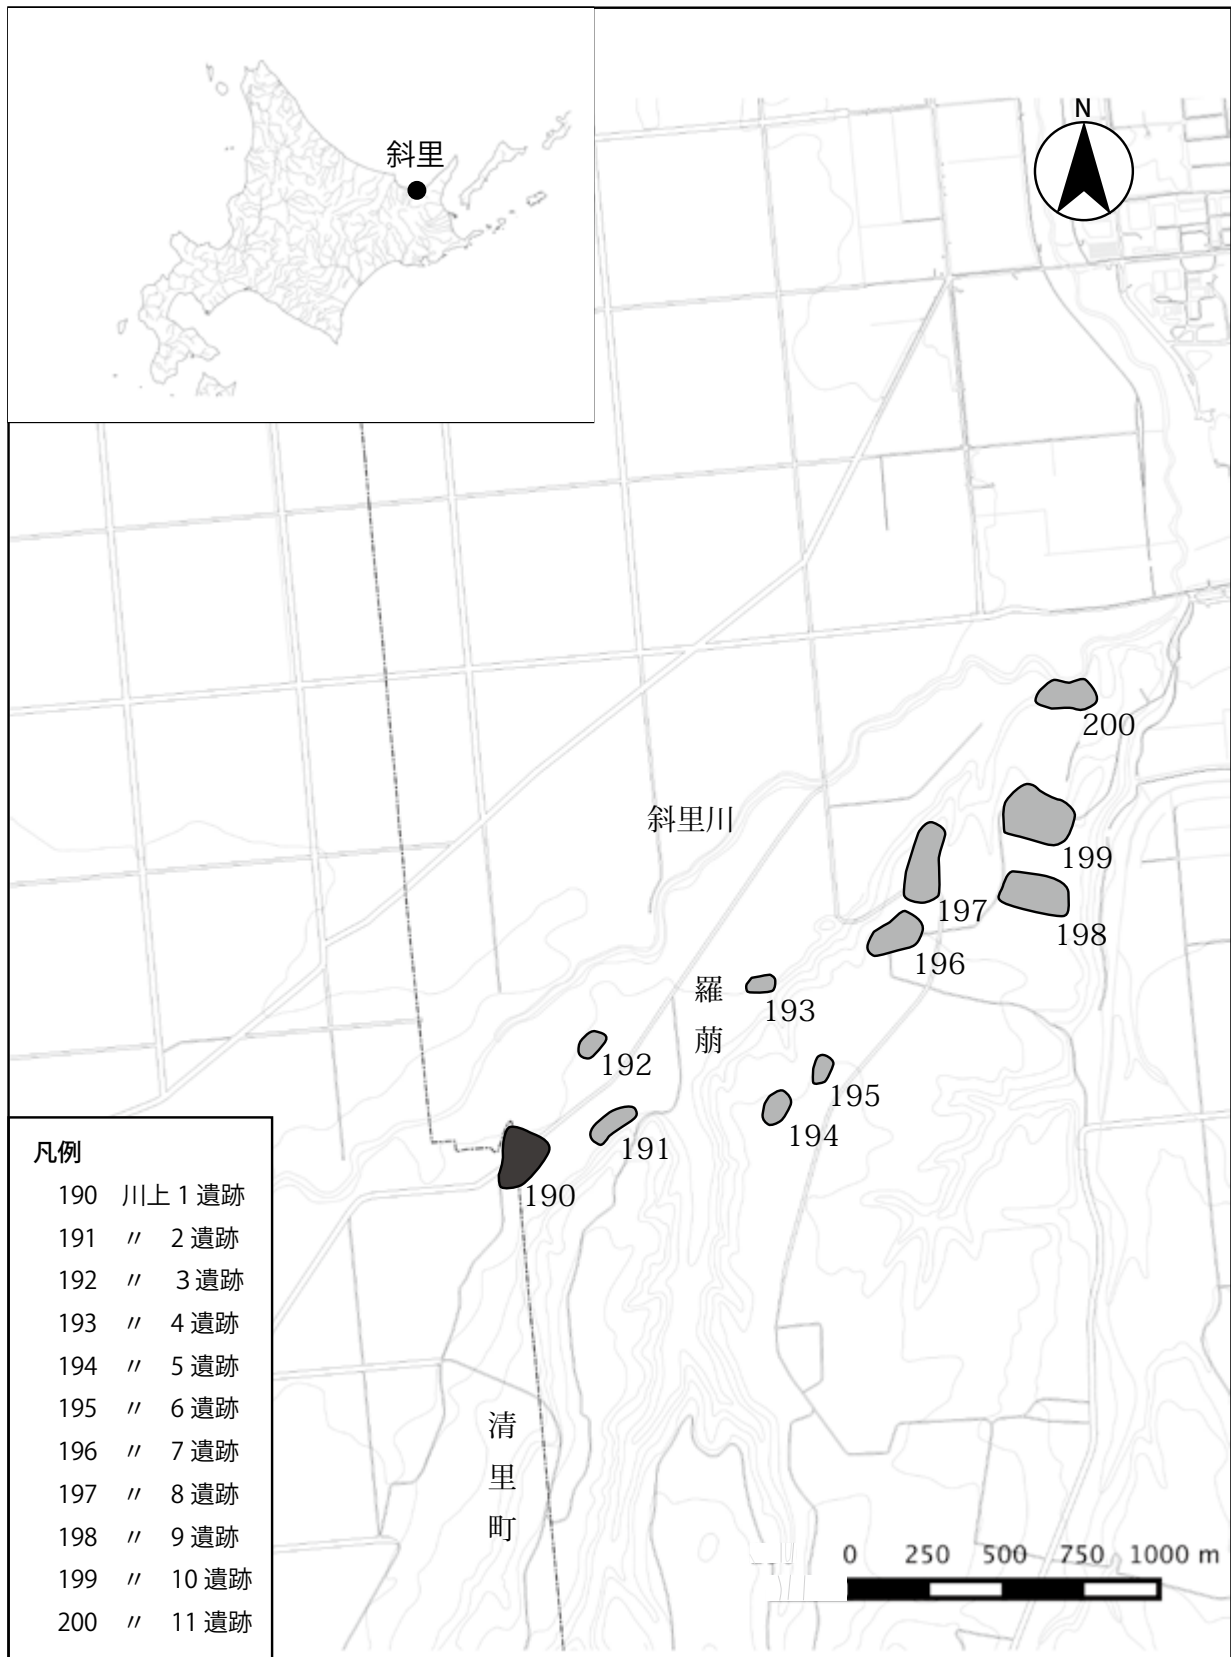 斜里
N
200
斜里川
199
197
198
196
羅
萠
193
192
195
194
191
190
清
里
町
凡例
190 川上 1 遺跡
191 〃 2 遺跡
192 〃 3 遺跡
193 〃 4 遺跡
194 〃 5 遺跡
195 〃 6 遺跡
196 〃 7 遺跡
197 〃 8 遺跡
198 〃 9 遺跡
199 〃 10 遺跡
200 〃 11 遺跡
0 250 500 750 1000 m